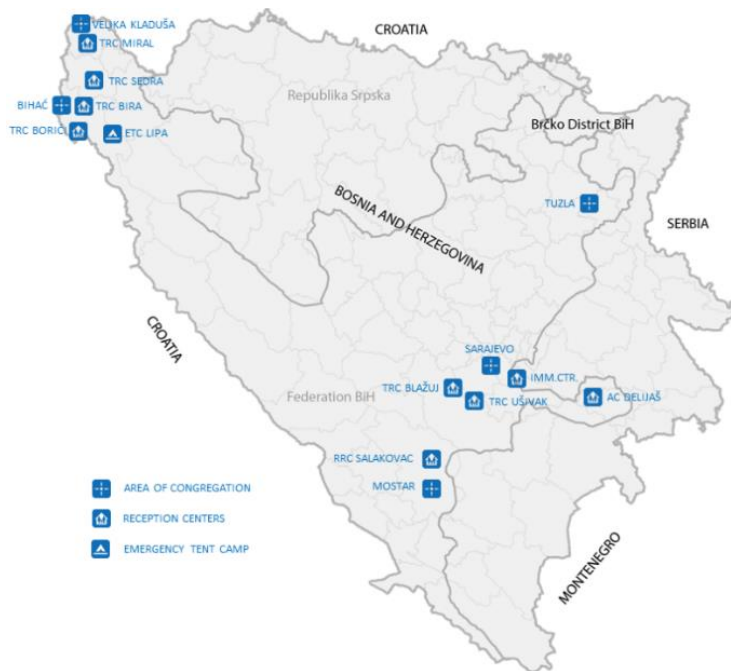 VELIKA KLADUŠA
CROATIA
TRC MIRAL
TRC SEDRA
Republika Srpska
BIHAĆ
TRC BIRA
TRC BORICI
ETC LIPA
Brčko District BiH
TUZLA
BOSNIA AND HERZEGOVINA
SERBIA
CROATIA
SARAJEVO
IMM.CTR.
TRC BLAŽUJ
TRC UŠIVAK
AC DELIJAŠ
Federation BiH
RRC SALAKOVAC
MOSTAR
AREA OF CONGREGATION
RECEPTION CENTERS
EMERGENCY TENT CAMP
MONTENEGRO